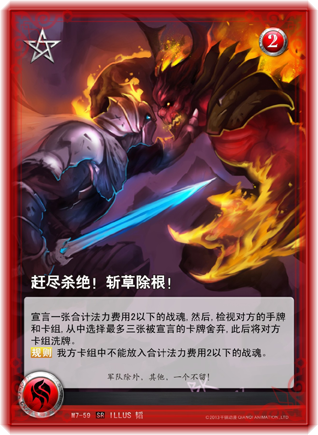 2
赶尽杀绝！斩草除根！
宣言一张合计法力费用2以下的战魂，然后，检视对方的手牌
和卡组，从中选择最多三张被宣言的卡牌舍弃，此后将对方
卡组洗牌。
规则 我方卡组中不能放入合计法力费用2以下的战魂。
军队除外，其他，一个不留！
W7-59 SR ILLUS